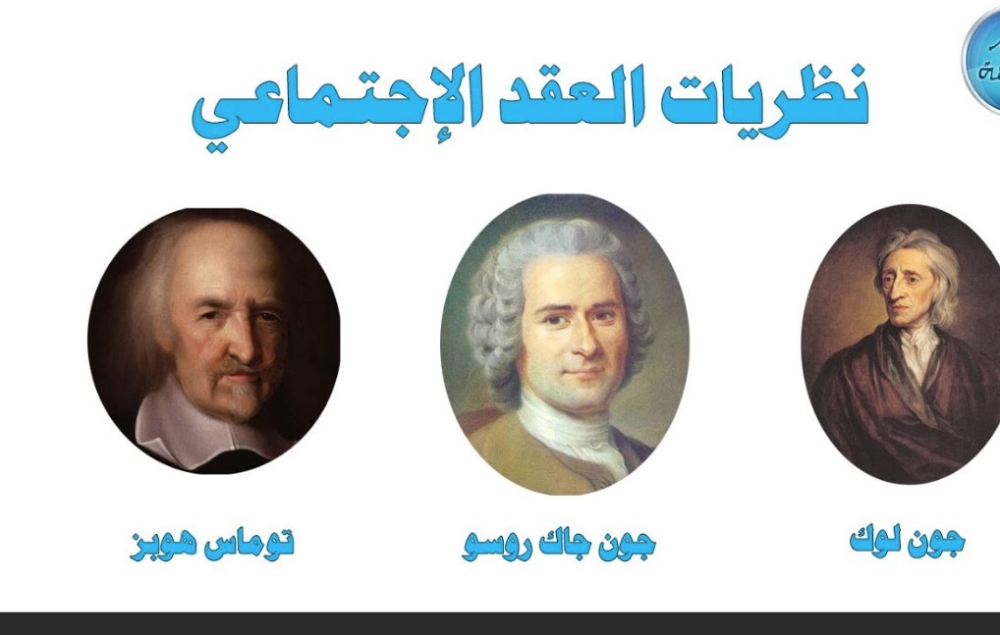 نظريات العقد الإجتماعي
جون لوك
جون جاك روسو
توماس هوبز